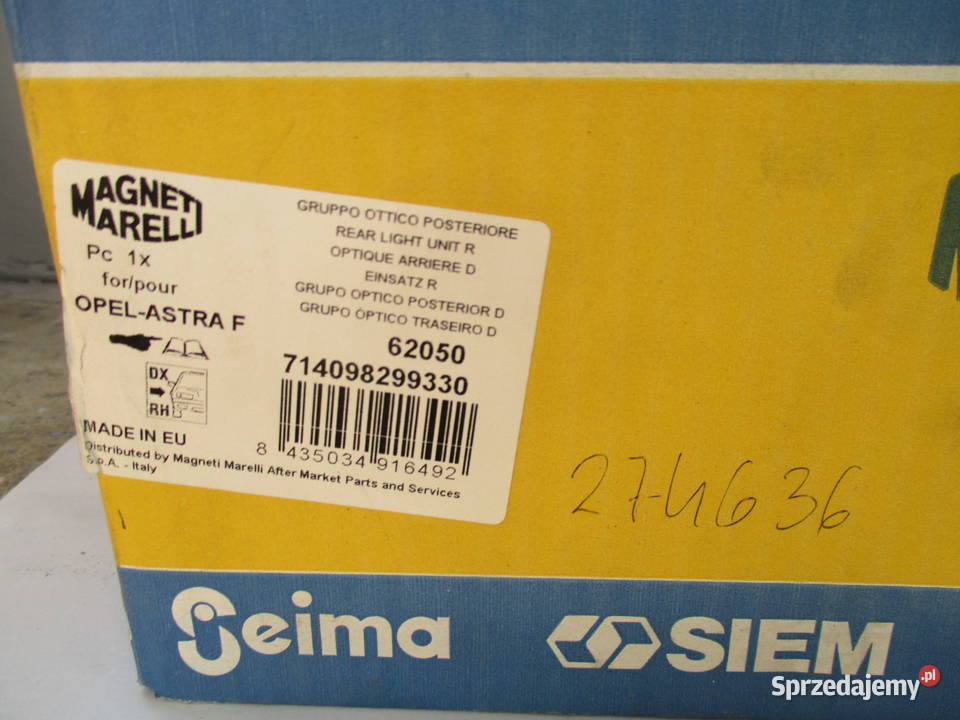 MAGNETI
MARELLI
Pc 1x
for/pour
OPEL-ASTRA F
DX
RH
MADE IN EU
Distributed by Magneti Marelli After Market Parts and Services
S.p.A. - Italy
GRUPPO OTTICO POSTERIORE
REAR LIGHT UNIT R
OPTIQUE ARRIERE D
EINSATZ R
GRUPO OPTICO POSTERIOR D
GRUPO ÓPTICO TRASEIRO D
62050
714098299330
8 435034 916492
274636
Seima
SIEM
Sprzedajemy.pl